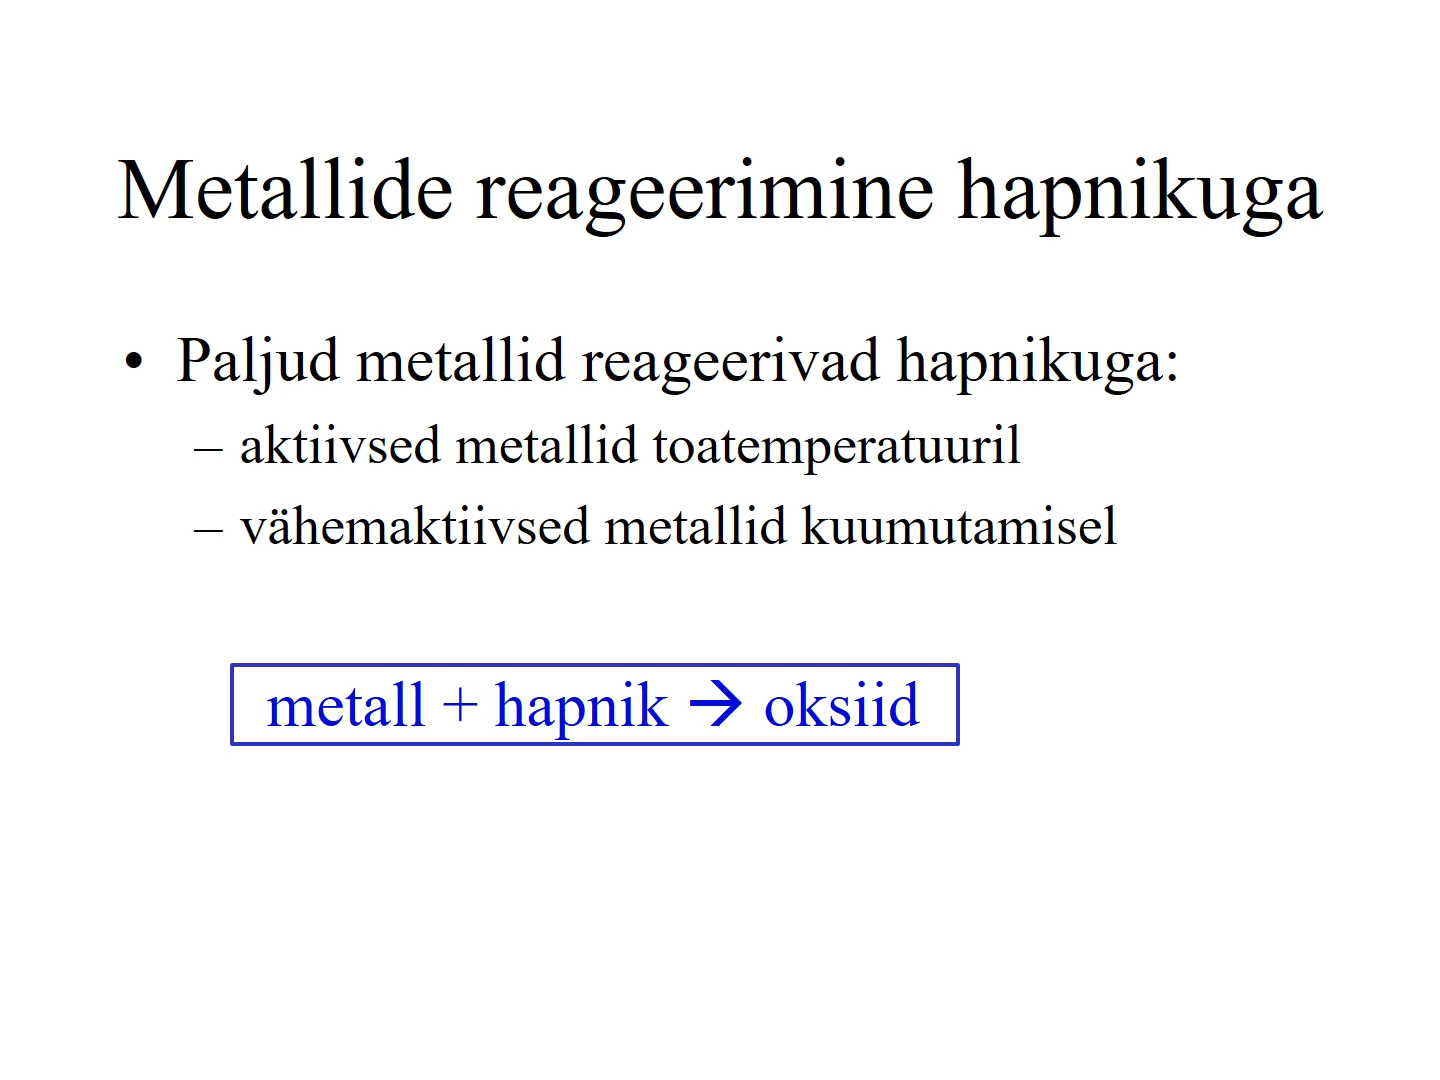 Metallide reageerimine hapnikuga
• Paljud metallid reageerivad hapnikuga:
– aktiivsed metallid toatemperatuuril
– vähemaktiivsed metallid kuumutamisel
metall + hapnik → oksiid